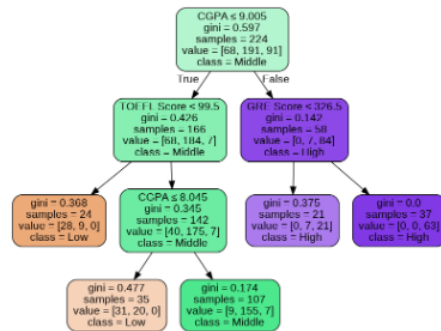 CGPA ≤ 9.005
gini = 0.597
samples = 224
value = [68, 191, 91]
class = Middle
True
False
TOEFL Score ≤ 99.5
gini = 0.426
samples = 166
value = [68, 184, 7]
class = Middle
GRE Score ≤ 326.5
gini = 0.142
samples = 58
value = [0, 7, 84]
class = High
gini = 0.368
samples = 24
value = [28, 9, 0]
class = Low
CGPA ≤ 8.045
gini = 0.345
samples = 142
value = [40, 175, 7]
class = Middle
gini = 0.375
samples = 21
value = [0, 7, 21]
class = High
gini = 0.0
samples = 37
value = [0, 0, 63]
class = High
gini = 0.477
samples = 35
value = [31, 20, 0]
class = Low
gini = 0.174
samples = 107
value = [9, 155, 7]
class = Middle